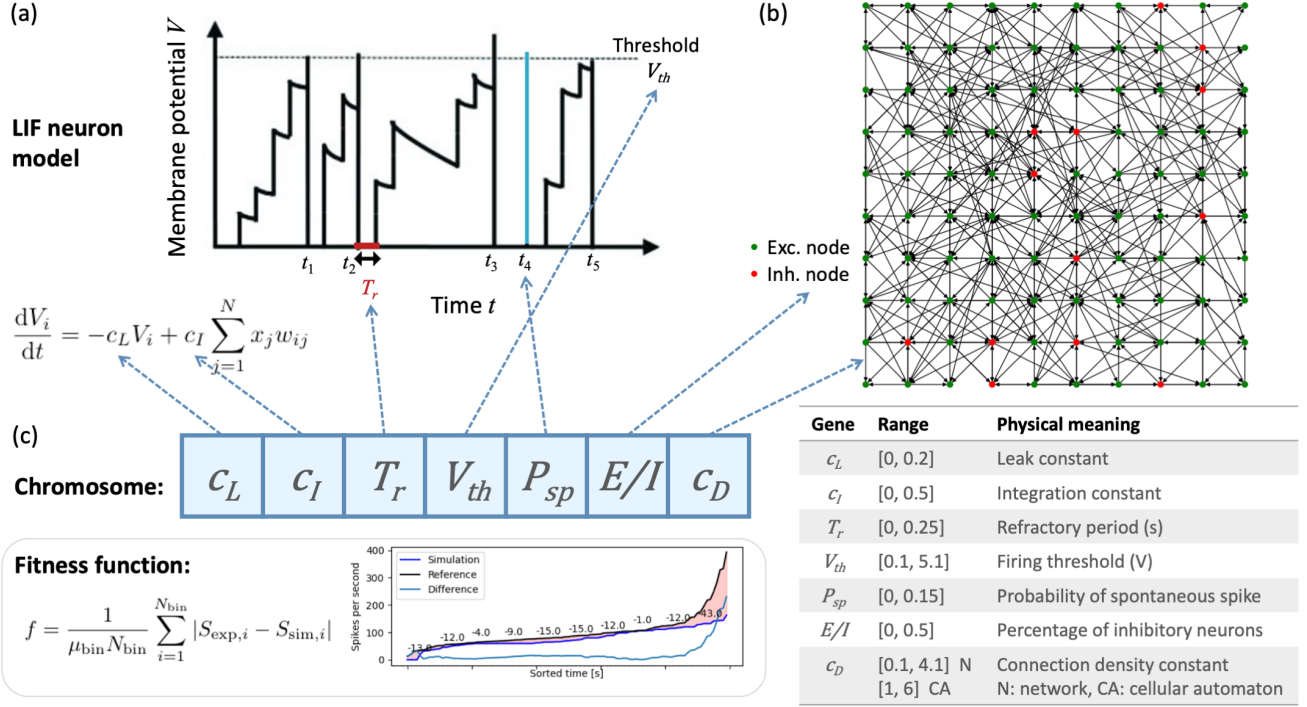 (a)
LIF neuron
model
Membrane potential V
Threshold
V_th
t_1 t_2 t_3 t_4 t_5
T_r
Time t
dV_i/dt = −c_L V_i + c_I ∑_{j=1}^{N} x_j w_{ij}
(b)
Exc. node
Inh. node
(c)
Chromosome:
c_L c_I T_r V_th P_sp E/I c_D
Fitness function:
f = 1/(μ_bin N_bin) ∑_{i=1}^{N_bin} |S_{exp,i} − S_{sim,i}|
Spikes per second
400
300
200
100
0
Simulation
Reference
Difference
-13.0 -12.0 -4.0 -9.0 -15.0 -15.0 -12.0 -1.0 -12.0 -43.0
Sorted time [s]
Gene Range Physical meaning
c_L [0, 0.2] Leak constant
c_I [0, 0.5] Integration constant
T_r [0, 0.25] Refractory period (s)
V_th [0.1, 5.1] Firing threshold (V)
P_sp [0, 0.15] Probability of spontaneous spike
E/I [0, 0.5] Percentage of inhibitory neurons
c_D [0.1, 4.1] N Connection density constant
[1, 6] CA N: network, CA: cellular automaton